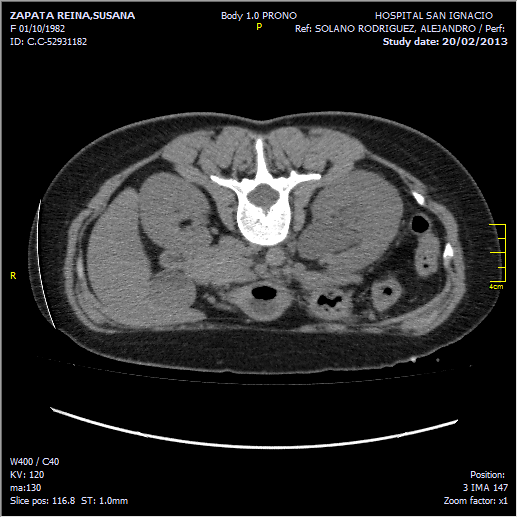 ZAPATA REINA,SUSANA
F 01/10/1982
ID: C.C-52931182
Body 1.0 PRONO
P
HOSPITAL SAN IGNACIO
Ref: SOLANO RODRIGUEZ, ALEJANDRO / Perf:
Study date: 20/02/2013
R
4cm
W400 / C40
KV: 120
ma:130
Slice pos: 116.8 ST: 1.0mm
Position:
3 IMA 147
Zoom factor: x1